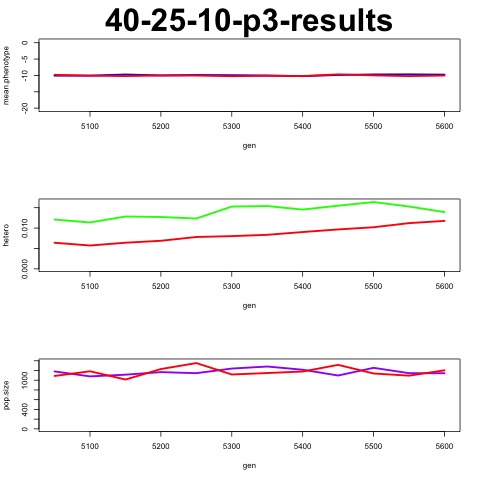 40-25-10-p3-results
mean.phenotype
0
-5
-10
-20
5100 5200 5300 5400 5500 5600
gen
hetero
0.010
0.000
5100 5200 5300 5400 5500 5600
gen
pop.size
1000
400
0
5100 5200 5300 5400 5500 5600
gen